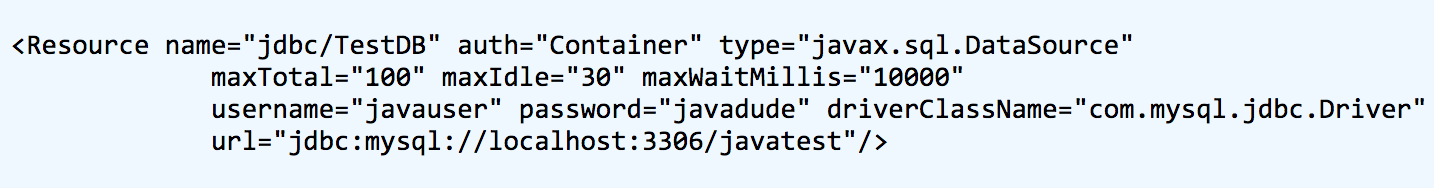 <Resource name="jdbc/TestDB" auth="Container" type="javax.sql.DataSource"
maxTotal="100" maxIdle="30" maxWaitMillis="10000"
username="javauser" password="javadude" driverClassName="com.mysql.jdbc.Driver"
url="jdbc:mysql://localhost:3306/javatest"/>